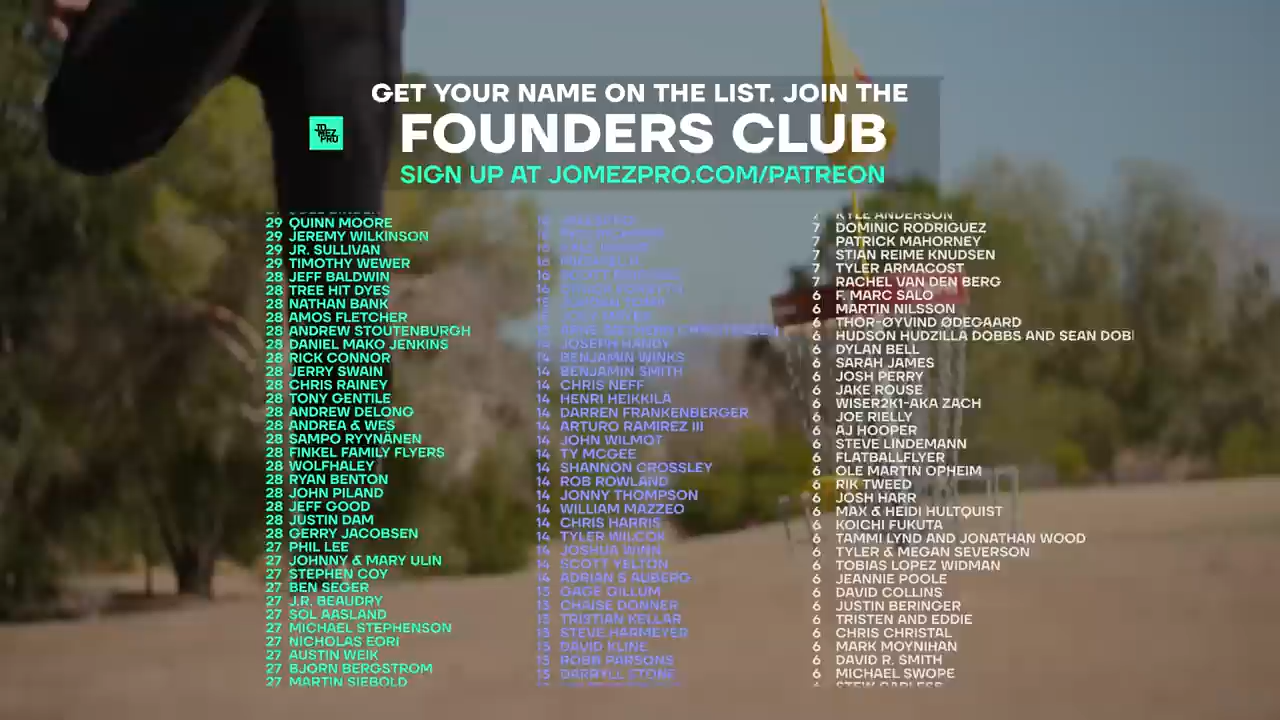 GET YOUR NAME ON THE LIST. JOIN THE
JOMEZ PRO
FOUNDERS CLUB
SIGN UP AT JOMEZPRO.COM/PATREON
29 QUINN MOORE
29 JEREMY WILKINSON
29 JR. SULLIVAN
29 TIMOTHY WEWER
28 JEFF BALDWIN
28 TREE HIT DYES
28 NATHAN BANK
28 AMOS FLETCHER
28 ANDREW STOUTENBURGH
28 DANIEL MAKO JENKINS
28 RICK CONNOR
28 JERRY SWAIN
28 CHRIS RAINEY
28 TONY GENTILE
28 ANDREW DELONG
28 ANDREA & WES
28 SAMPO RYYNÄNEN
28 FINKEL FAMILY FLYERS
28 WOLFHALEY
28 RYAN BENTON
28 JOHN PILAND
28 JEFF GOOD
28 JUSTIN DAM
28 GERRY JACOBSEN
27 PHIL LEE
27 JOHNNY & MARY ULIN
27 STEPHEN COY
27 BEN SEGER
27 J.R. BEAUDRY
27 SOL AASLAND
27 MICHAEL STEPHENSON
27 NICHOLAS EORI
27 AUSTIN WEIK
27 BJORN BERGSTROM
27 MARTIN SIEBOLD
JOSEPH HANDY
14 BENJAMIN WINKS
14 BENJAMIN SMITH
14 CHRIS NEFF
14 HENRI HEIKKILÄ
14 DARREN FRANKENBERGER
14 ARTURO RAMIREZ III
14 JOHN WILMOT
14 TY MCGEE
14 SHANNON CROSSLEY
14 ROB ROWLAND
14 JONNY THOMPSON
14 WILLIAM MAZZEO
14 CHRIS HARRIS
14 TYLER WILCOX
14 JOSHUA WINN
14 SCOTT YELTON
14 ADRIAN S AUBERG
13 GAGE GILLUM
13 CHAISE DONNER
13 TRISTIAN KELLAR
13 STEVE HARMEYER
13 DAVID KLINE
13 ROBB PARSONS
13 DARRYLL STONE
7 KYLE ANDERSON
7 DOMINIC RODRIGUEZ
7 PATRICK MAHORNEY
7 STIAN REIME KNUDSEN
7 TYLER ARMACOST
7 RACHEL VAN DEN BERG
6 F. MARC SALO
6 MARTIN NILSSON
6 THOR-ØYVIND ØDEGAARD
6 HUDSON HUDZILLA DOBBS AND SEAN DOB
6 DYLAN BELL
6 SARAH JAMES
6 JOSH PERRY
6 JAKE ROUSE
6 WISER2K1-AKA ZACH
6 JOE RIELLY
6 AJ HOOPER
6 STEVE LINDEMANN
6 FLATBALLFLYER
6 OLE MARTIN OPHEIM
6 RIK TWEED
6 JOSH HARR
6 MAX & HEIDI HULTQUIST
6 KOICHI FUKUTA
6 TAMMI LYND AND JONATHAN WOOD
6 TYLER & MEGAN SEVERSON
6 TOBIAS LOPEZ WIDMAN
6 JEANNIE POOLE
6 DAVID COLLINS
6 JUSTIN BERINGER
6 TRISTEN AND EDDIE
6 CHRIS CHRISTAL
6 MARK MOYNIHAN
6 DAVID R. SMITH
6 MICHAEL SWOPE